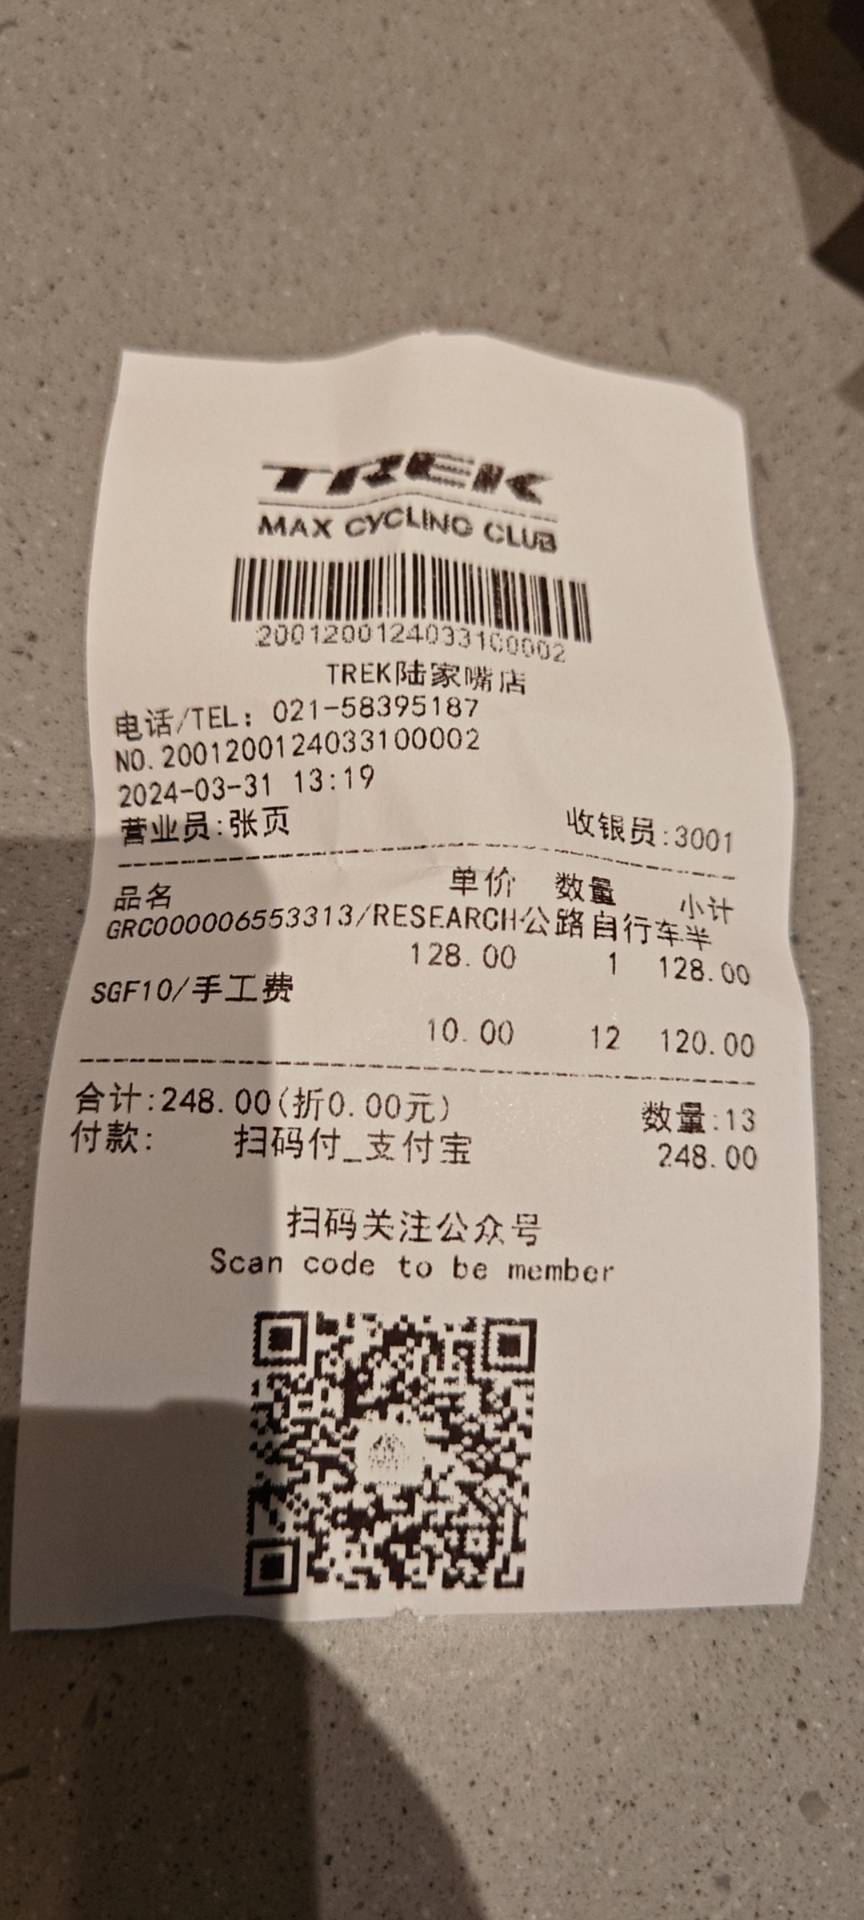 TREK
MAX CYCLING CLUB
2001200124033100002
TREK陆家嘴店
电话/TEL: 021-58395187
NO.2001200124033100002
2024-03-31 13:19
营业员:张页 收银员:3001
品名 单价 数量 小计
GRC000006553313/RESEARCH公路自行车半
128.00 1 128.00
SGF10/手工费
10.00 12 120.00
合计:248.00(折0.00元) 数量:13
付款: 扫码付_支付宝 248.00
扫码关注公众号
Scan code to be member